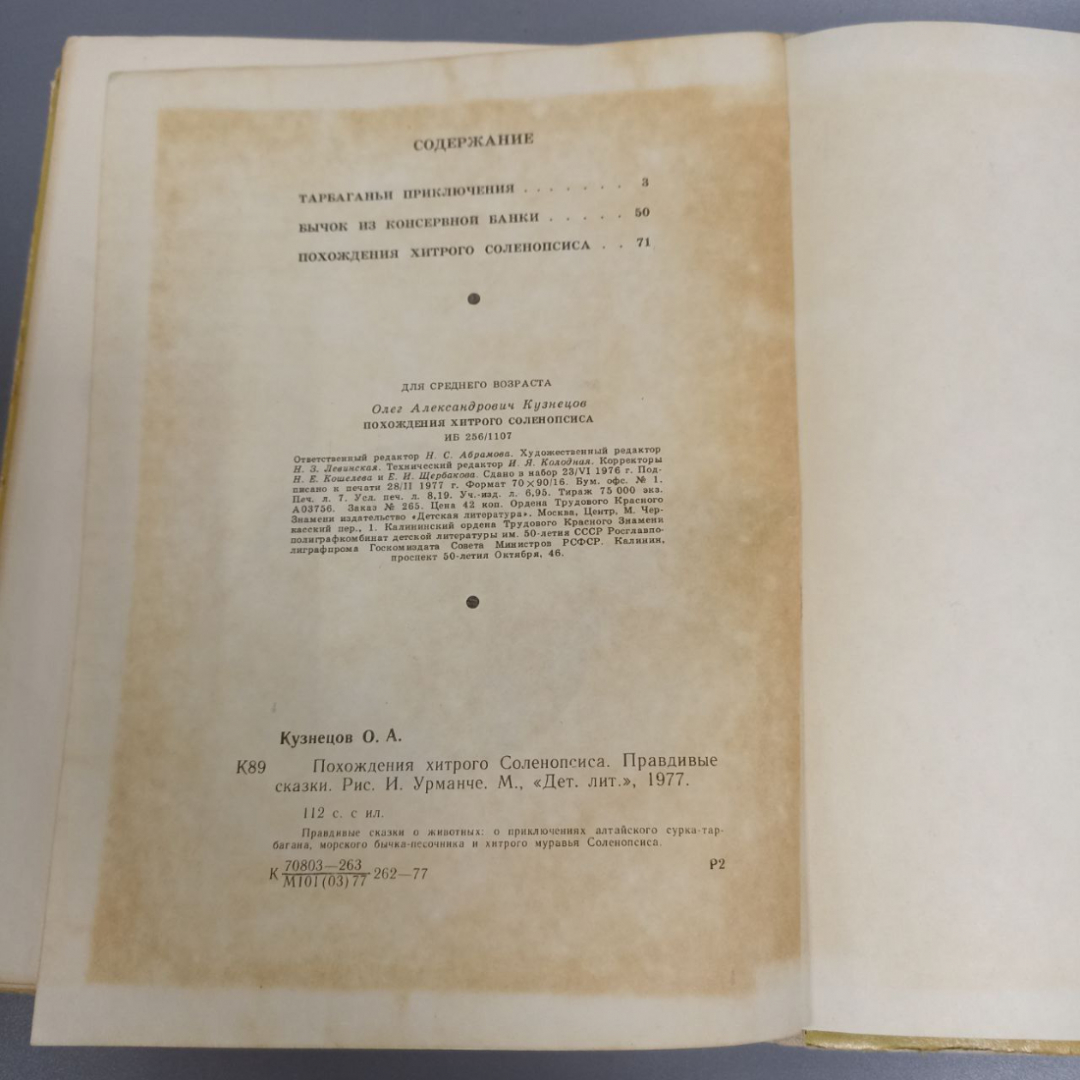 СОДЕРЖАНИЕ
ТАРБАГАНЬИ ПРИКЛЮЧЕНИЯ . . . . . . . 3
БЫЧОК ИЗ КОНСЕРВНОЙ БАНКИ . . . . . 50
ПОХОЖДЕНИЯ ХИТРОГО СОЛЕНОПСИСА . . 71
ДЛЯ СРЕДНЕГО ВОЗРАСТА
Олег Александрович Кузнецов
ПОХОЖДЕНИЯ ХИТРОГО СОЛЕНОПСИСА
ИБ 256/1107
Ответственный редактор Н. С. Абрамова. Художественный редактор
Н. З. Левинская. Технический редактор И. Я. Колодная. Корректоры
Н. Е. Кошелева и Е. И. Щербакова. Сдано в набор 23/VI 1976 г. Под-
писано к печати 28/II 1977 г. Формат 70×90/16. Бум. офс. № 1.
Печ. л. 7. Усл. печ. л. 8,19. Уч.-изд. л. 6,95. Тираж 75 000 экз.
А03756. Заказ № 265. Цена 42 коп. Ордена Трудового Красного
Знамени издательство «Детская литература». Москва, Центр, М. Чер-
касский пер., 1. Калининский ордена Трудового Красного Знамени
полиграфкомбинат детской литературы им. 50-летия СССР Росглавпо-
лиграфпрома Госкомиздата Совета Министров РСФСР. Калинин,
проспект 50-летия Октября, 46.
Кузнецов О. А.
К89 Похождения хитрого Соленопсиса. Правдивые
сказки. Рис. И. Урманче. М., «Дет. лит.», 1977.
112 с. с ил.
Правдивые сказки о животных: о приключениях алтайского сурка-тар-
багана, морского бычка-песочника и хитрого муравья Соленопсиса.
К 70803—263
М101(03)77 262—77 Р2